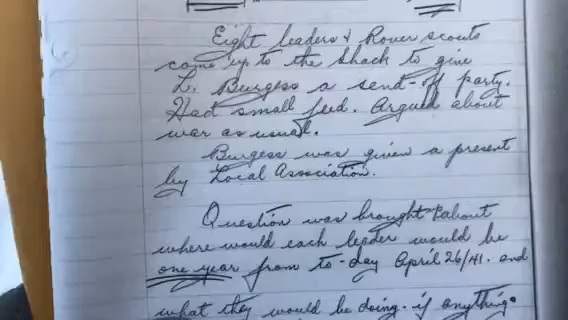 Eight leaders & Rover scouts
came up to the shack to give
L. Burgess a send-off party.
Had small feed. Argued about
war as usual.
Burgess was given a present
by Local Association.
Question was brought about
where would each leader would be
one year from to-day April 26/41. and
what they would be doing. if anything.